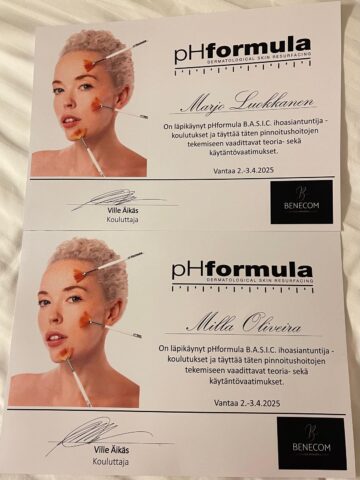 pHformula
DERMATOLOGICAL SKIN RESURFACING
Marjo Luokkanen
On läpikäynyt pHformula B.A.S.I.C. ihoasiantuntija -
koulutukset ja täyttää täten pinnoitushoitojen
tekemiseen vaadittavat teoria- sekä
käytäntövaatimukset.
Vantaa 2.-3.4.2025
Ville Äikäs
Kouluttaja
BENECOM
pHformula
DERMATOLOGICAL SKIN RESURFACING
Milla Oliveira
On läpikäynyt pHformula B.A.S.I.C. ihoasiantuntija -
koulutukset ja täyttää täten pinnoitushoitojen
tekemiseen vaadittavat teoria- sekä
käytäntövaatimukset.
Vantaa 2.-3.4.2025
Ville Äikäs
Kouluttaja
BENECOM